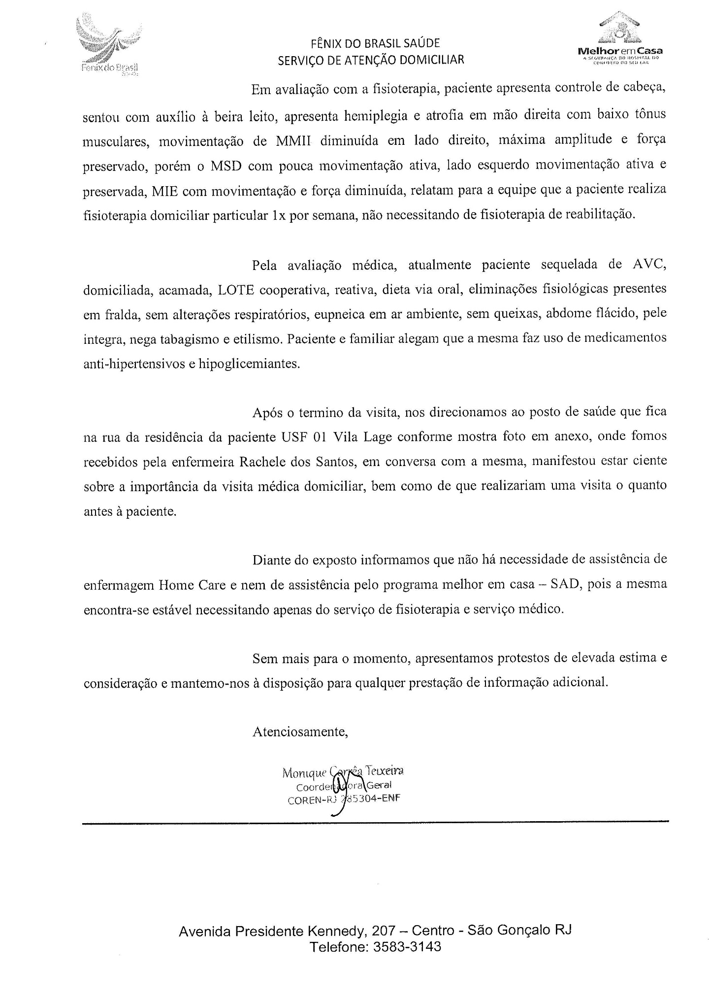 Fênix do Brasil
FÊNIX DO BRASIL SAÚDE
SERVIÇO DE ATENÇÃO DOMICILIAR
Melhor em Casa
A SEGURANÇA DO HOSPITAL NO
CONFORTO DO SEU LAR
Em avaliação com a fisioterapia, paciente apresenta controle de cabeça,
sentou com auxílio à beira leito, apresenta hemiplegia e atrofia em mão direita com baixo tônus
musculares, movimentação de MMII diminuída em lado direito, máxima amplitude e força
preservado, porém o MSD com pouca movimentação ativa, lado esquerdo movimentação ativa e
preservada, MIE com movimentação e força diminuída, relatam para a equipe que a paciente realiza
fisioterapia domiciliar particular 1x por semana, não necessitando de fisioterapia de reabilitação.
Pela avaliação médica, atualmente paciente sequelada de AVC,
domiciliada, acamada, LOTE cooperativa, reativa, dieta via oral, eliminações fisiológicas presentes
em fralda, sem alterações respiratórios, eupneica em ar ambiente, sem queixas, abdome flácido, pele
integra, nega tabagismo e etilismo. Paciente e familiar alegam que a mesma faz uso de medicamentos
anti-hipertensivos e hipoglicemiantes.
Após o termino da visita, nos direcionamos ao posto de saúde que fica
na rua da residência da paciente USF 01 Vila Lage conforme mostra foto em anexo, onde fomos
recebidos pela enfermeira Rachele dos Santos, em conversa com a mesma, manifestou estar ciente
sobre a importância da visita médica domiciliar, bem como de que realizariam uma visita o quanto
antes à paciente.
Diante do exposto informamos que não há necessidade de assistência de
enfermagem Home Care e nem de assistência pelo programa melhor em casa – SAD, pois a mesma
encontra-se estável necessitando apenas do serviço de fisioterapia e serviço médico.
Sem mais para o momento, apresentamos protestos de elevada estima e
consideração e mantemo-nos à disposição para qualquer prestação de informação adicional.
Atenciosamente,
Monique Corrêa Teixeira
Coordenadora Geral
COREN-RJ 285304-ENF
Avenida Presidente Kennedy, 207 – Centro - São Gonçalo RJ
Telefone: 3583-3143